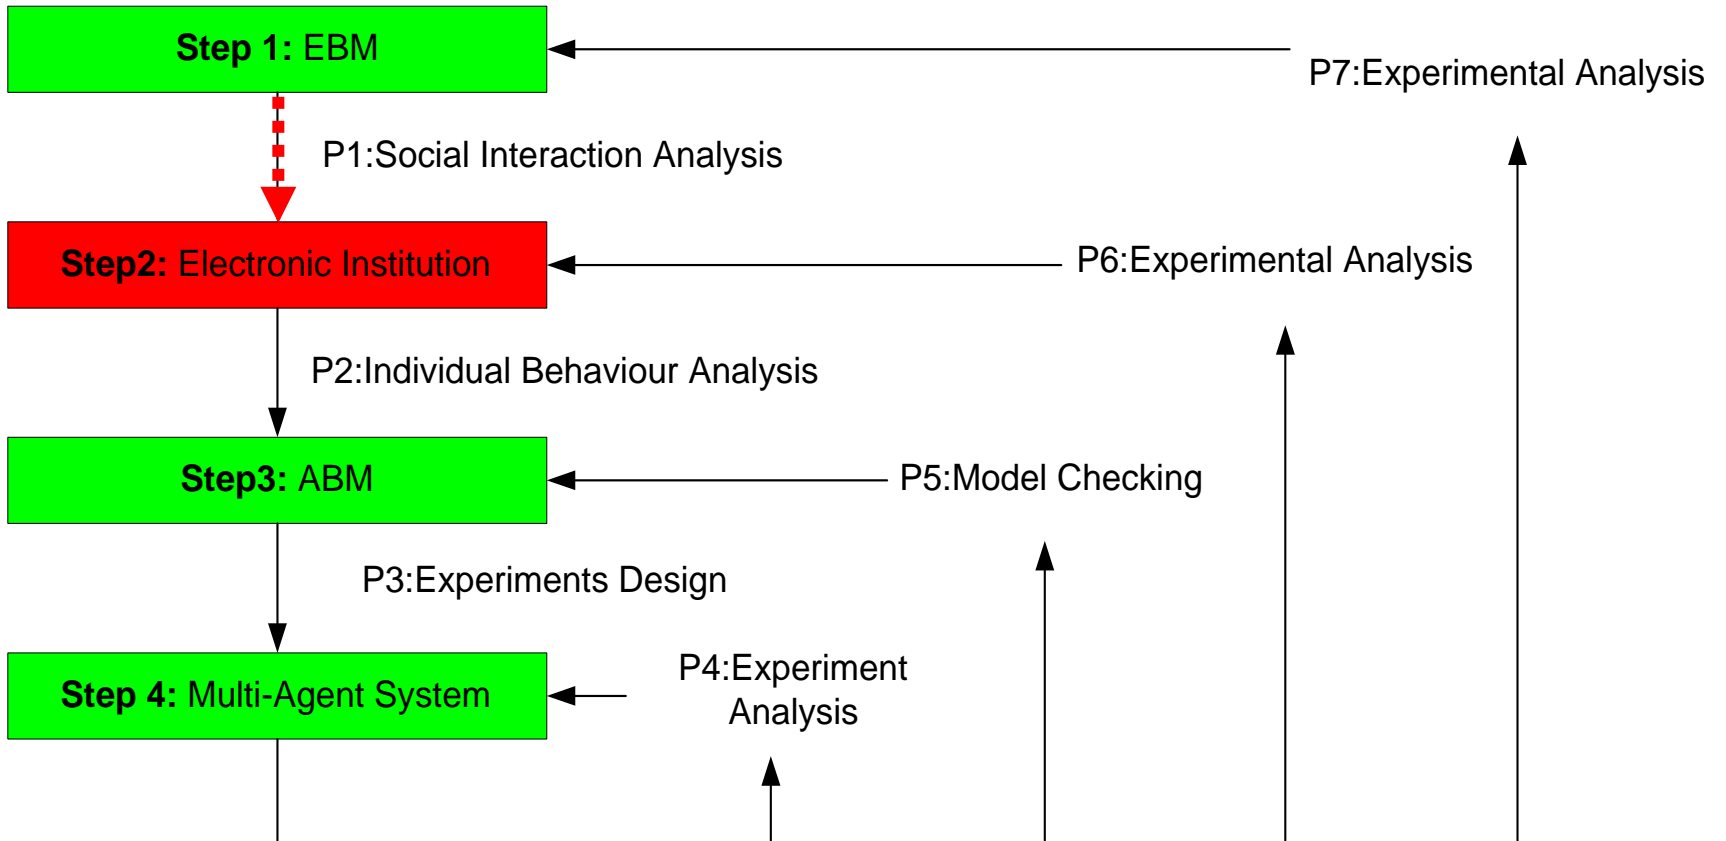 Step 1: EBM
P7:Experimental Analysis
P1:Social Interaction Analysis
Step2: Electronic Institution
P6:Experimental Analysis
P2:Individual Behaviour Analysis
Step3: ABM
P5:Model Checking
P3:Experiments Design
Step 4: Multi-Agent System
P4:Experiment
Analysis